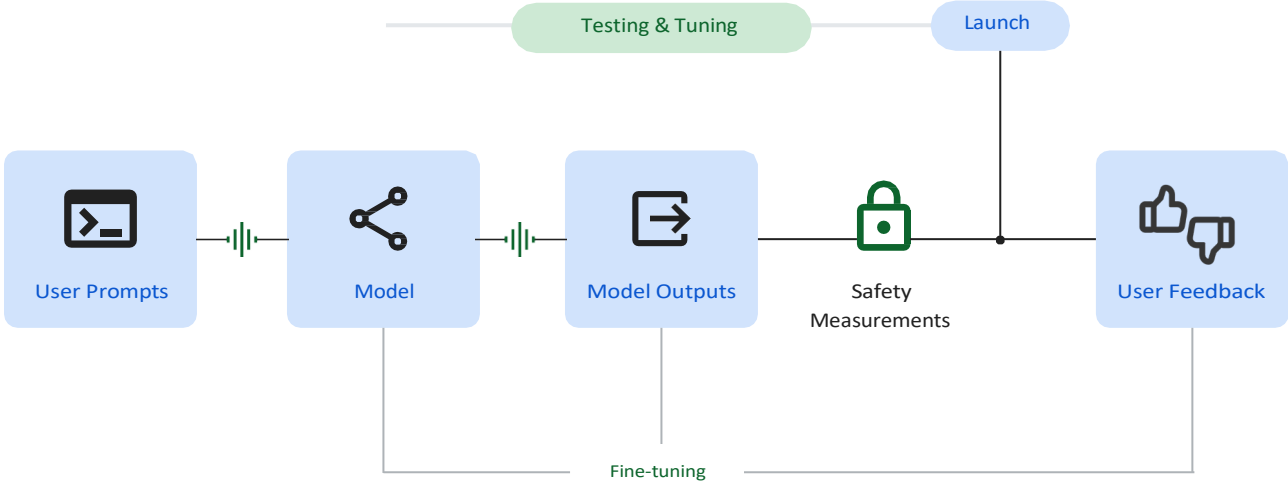 Testing & Tuning
Launch
User Prompts
Model
Model Outputs
Safety
Measurements
User Feedback
Fine-tuning